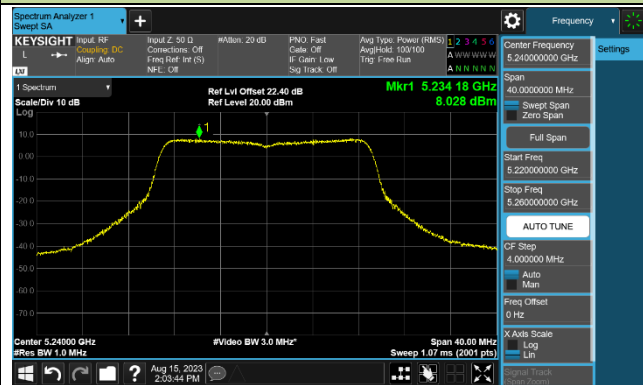 Spectrum Analyzer 1
Swept SA
Frequency
KEYSIGHT
L
LXI
Input: RF
Coupling: DC
Align: Auto
Input Z: 50 Ω
Corrections: Off
Freq Ref: Int (S)
NFE: Off
#Atten: 20 dB
PNO: Fast
Gate: Off
IF Gain: Low
Sig Track: Off
Avg Type: Power (RMS)
Avg|Hold: 100/100
Trig: Free Run
1 2 3 4 5 6
A W W W W W
A N N N N N
1 Spectrum
Scale/Div 10 dB
Log
Ref Lvl Offset 22.40 dB
Ref Level 20.00 dBm
Mkr1 5.234 18 GHz
8.028 dBm
1
10.0
0.00
-10.0
-20.0
-30.0
-40.0
-50.0
-60.0
-70.0
Center 5.24000 GHz
#Res BW 1.0 MHz
#Video BW 3.0 MHz*
Span 40.00 MHz
Sweep 1.07 ms (2001 pts)
Center Frequency
5.240000000 GHz
Settings
Span
40.0000000 MHz
Swept Span
Zero Span
Full Span
Start Freq
5.220000000 GHz
Stop Freq
5.260000000 GHz
AUTO TUNE
CF Step
4.000000 MHz
Auto
Man
Freq Offset
0 Hz
X Axis Scale
Log
Lin
Signal Track
(Span Zoom)
?
Aug 15, 2023
2:03:44 PM